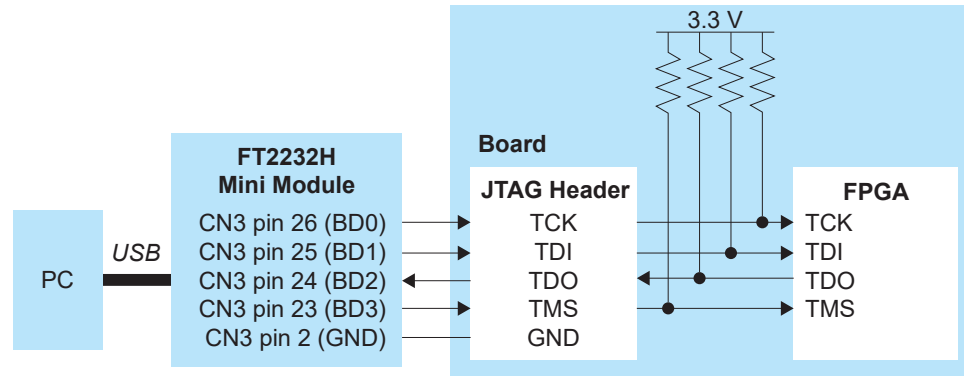 3.3 V
Board
FT2232H
Mini Module
JTAG Header
FPGA
CN3 pin 26 (BD0)
TCK
TCK
CN3 pin 25 (BD1)
TDI
TDI
USB
PC
CN3 pin 24 (BD2)
TDO
TDO
CN3 pin 23 (BD3)
TMS
TMS
CN3 pin 2 (GND)
GND